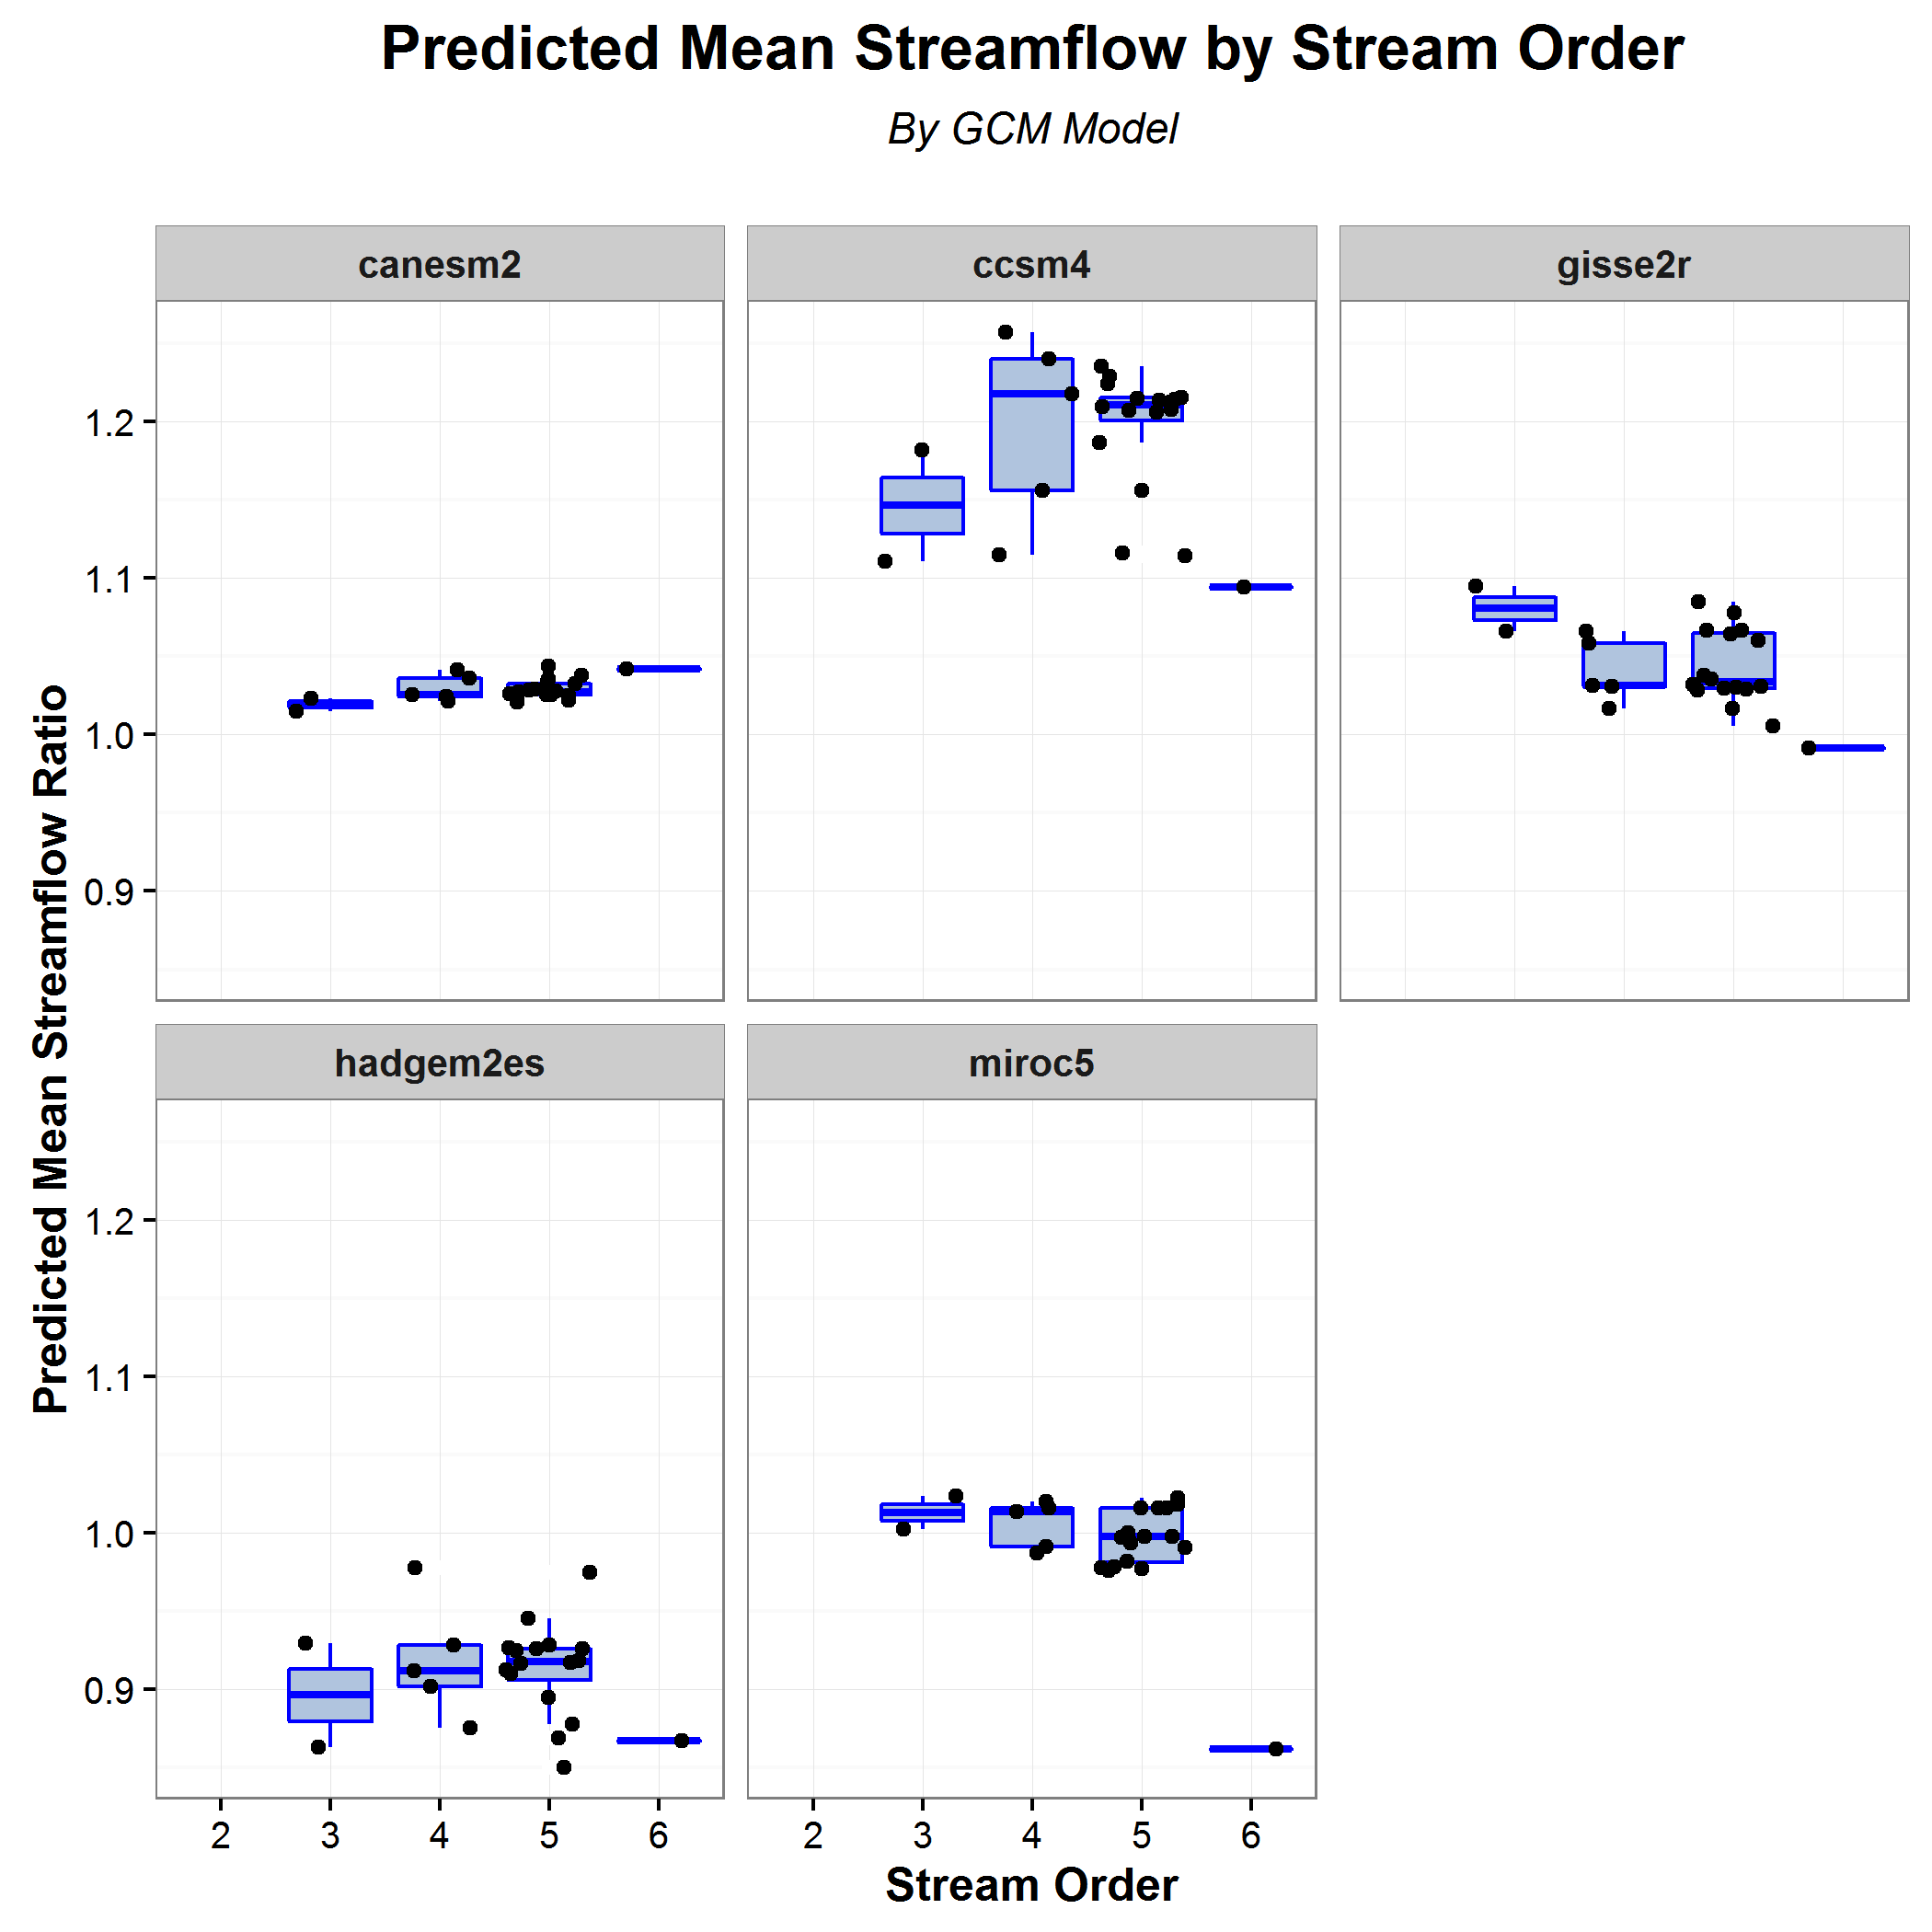 Predicted Mean Streamflow by Stream Order
By GCM Model
canesm2
ccsm4
gisse2r
1.2
1.1
1.0
0.9
hadgem2es
miroc5
1.2
1.1
1.0
0.9
2 3 4 5 6
2 3 4 5 6
Stream Order
Predicted Mean Streamflow Ratio